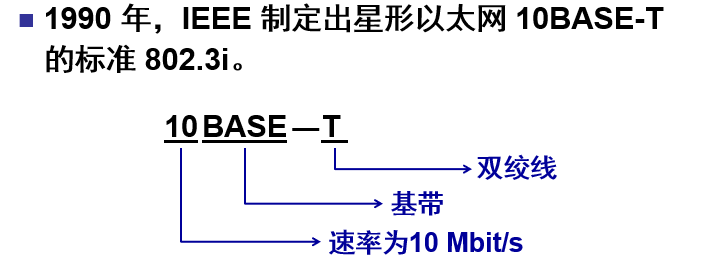 ■ 1990 年，IEEE 制定出星形以太网 10BASE-T
的标准 802.3i。
10 BASE — T
双绞线
基带
速率为10 Mbit/s